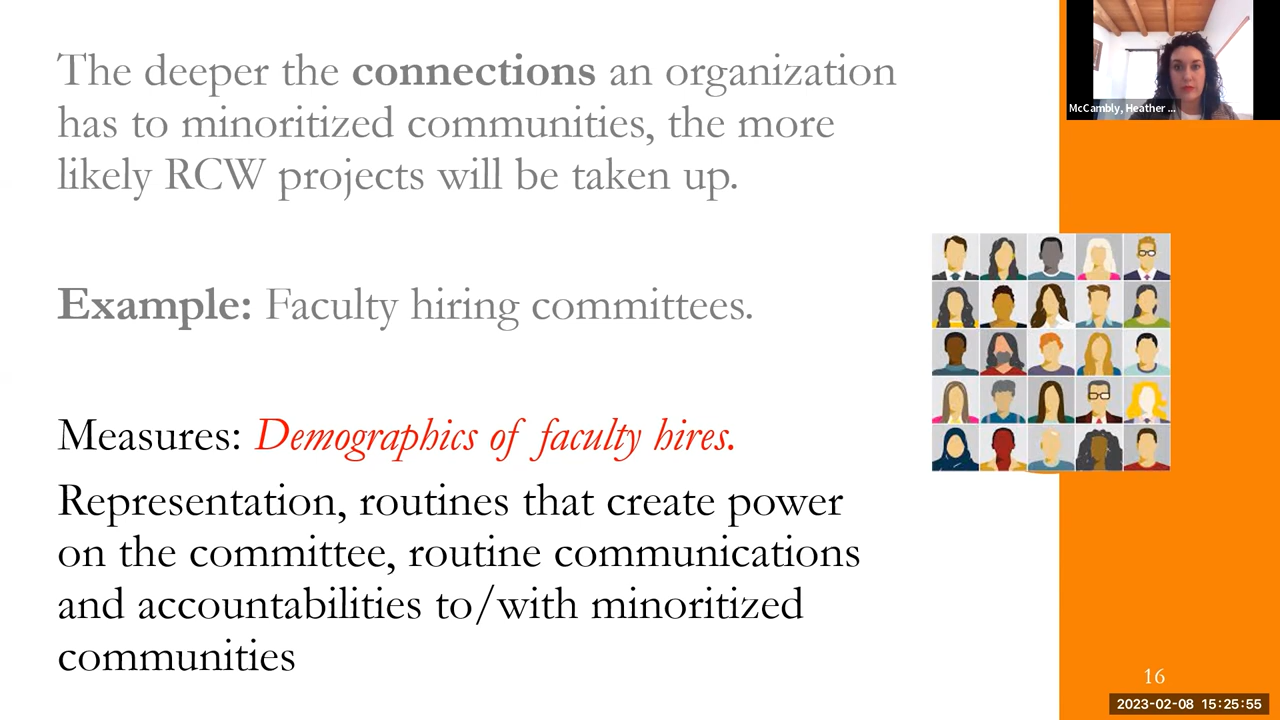 The deeper the connections an organization
has to minoritized communities, the more
likely RCW projects will be taken up.
Example: Faculty hiring committees.
Measures: Demographics of faculty hires.
Representation, routines that create power
on the committee, routine communications
and accountabilities to/with minoritized
communities
McCambly, Heather ...
16
2023-02-08 15:25:55